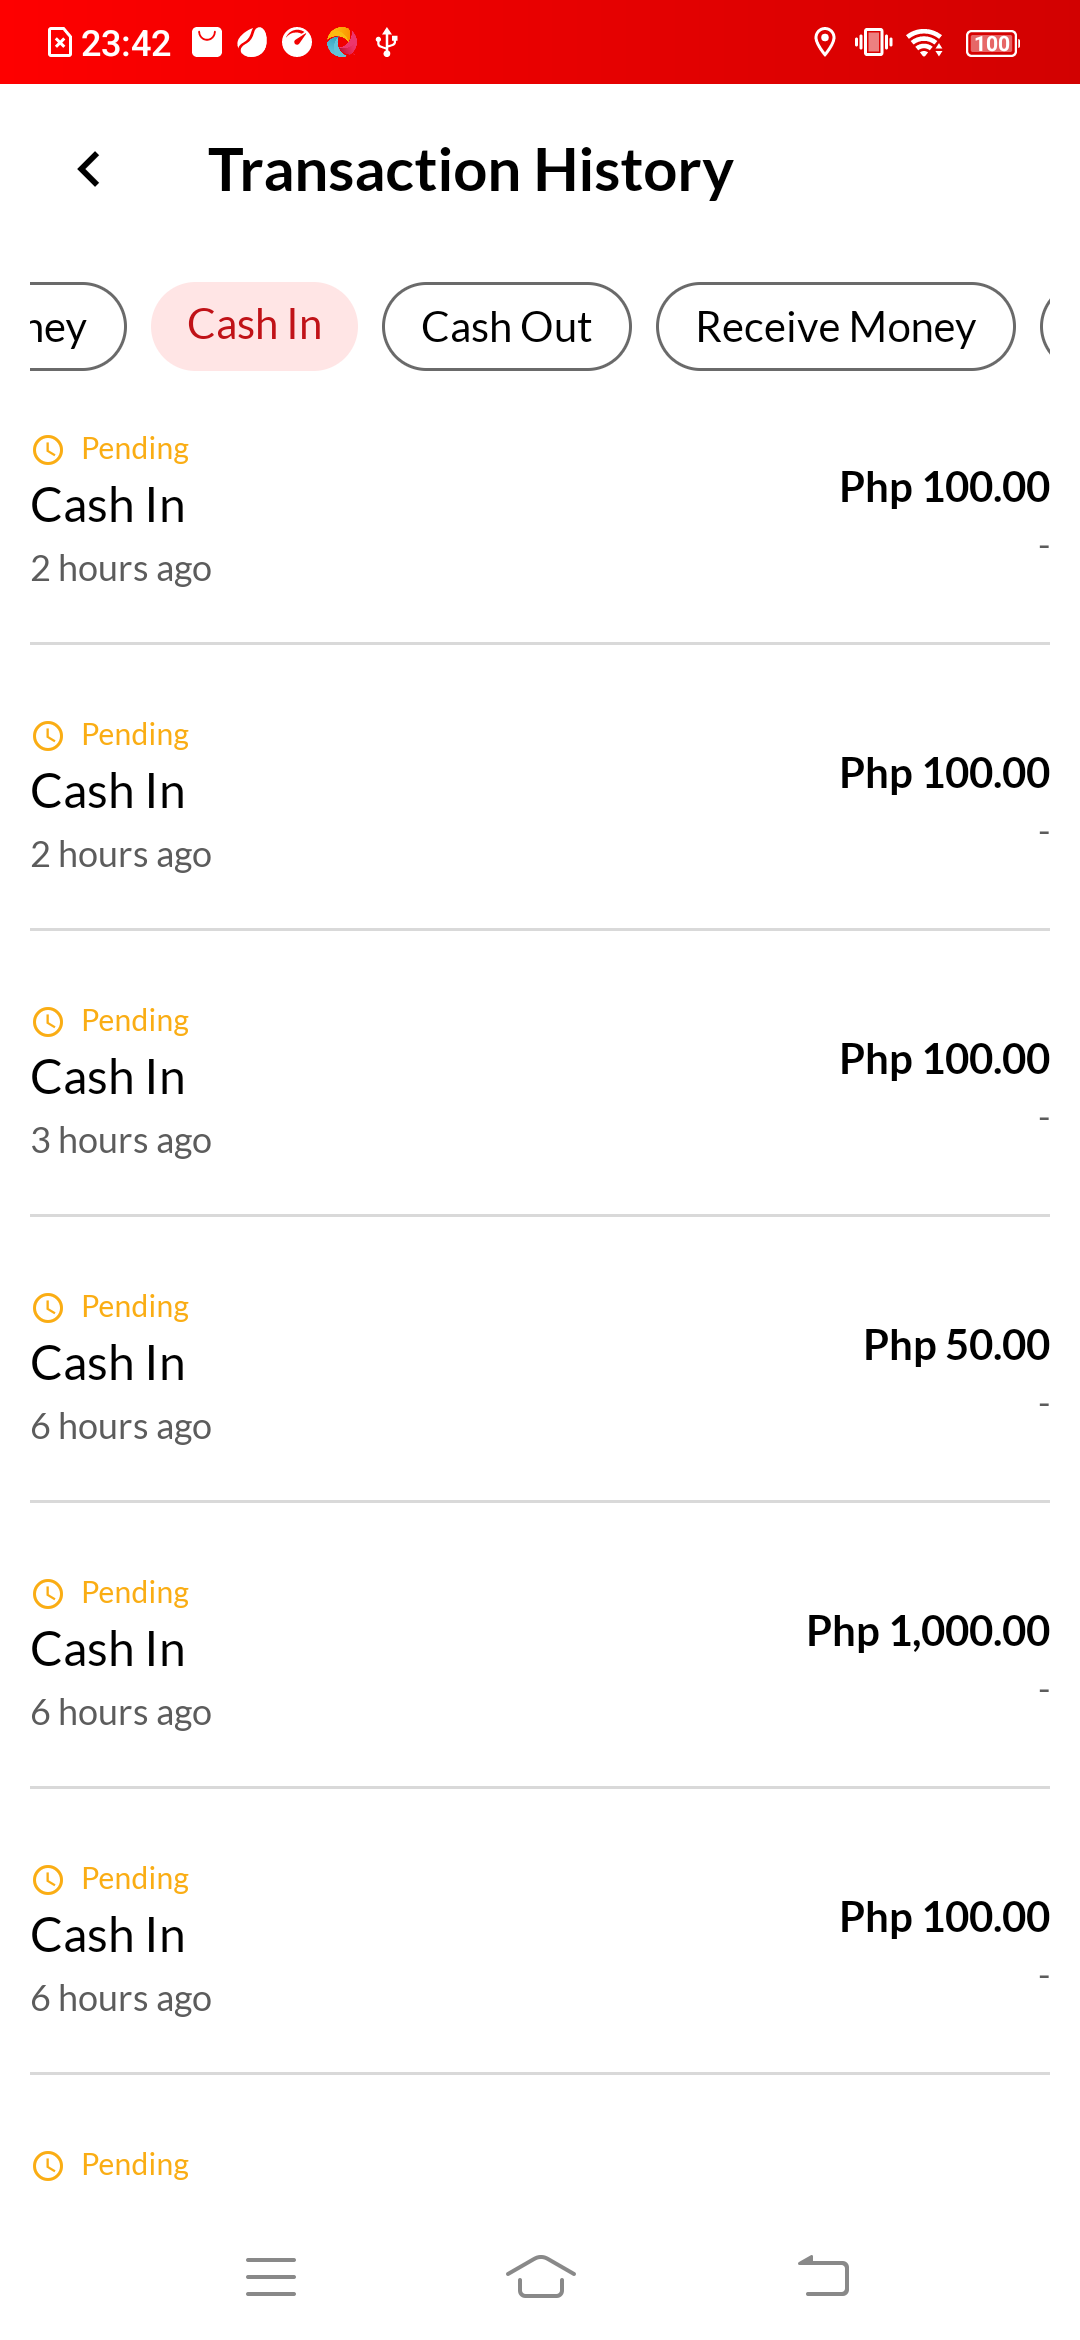 23:42
100
Transaction History
ney
Cash In
Cash Out
Receive Money
Pending
Cash In
2 hours ago
Php 100.00
-
Pending
Cash In
2 hours ago
Php 100.00
-
Pending
Cash In
3 hours ago
Php 100.00
-
Pending
Cash In
6 hours ago
Php 50.00
-
Pending
Cash In
6 hours ago
Php 1,000.00
-
Pending
Cash In
6 hours ago
Php 100.00
-
Pending